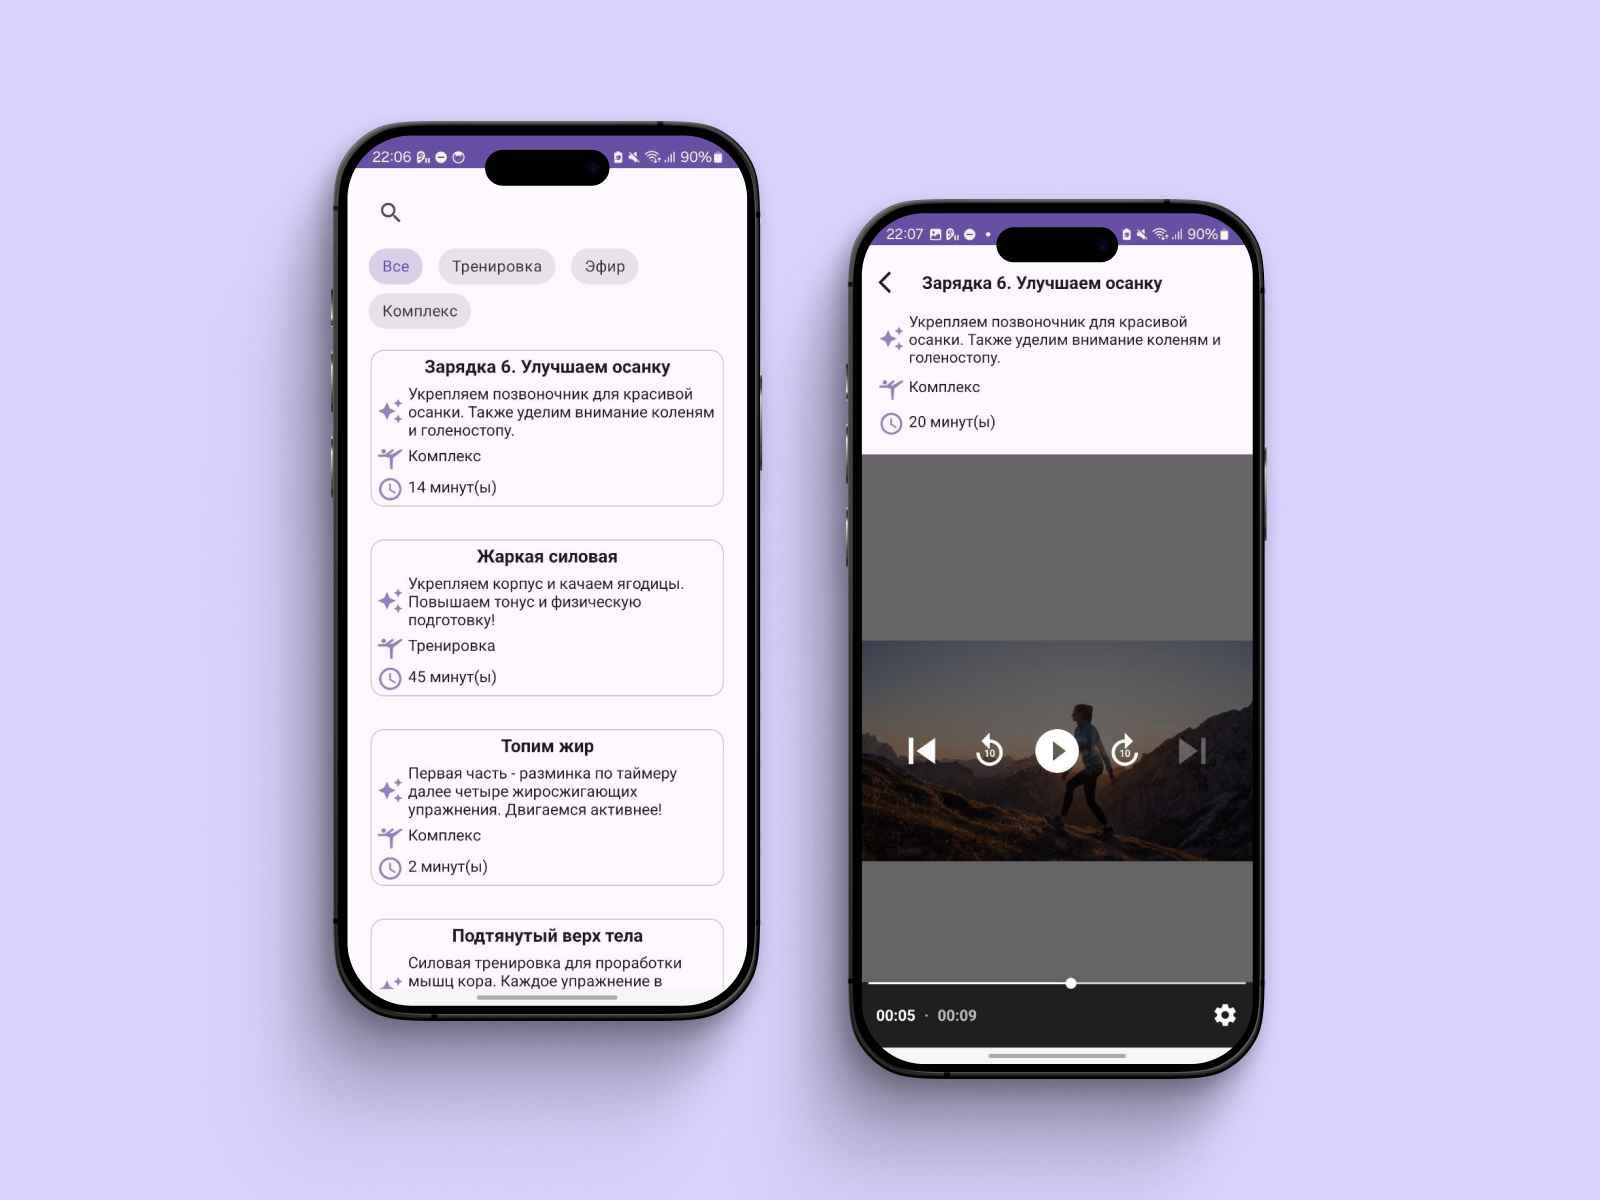 22:06
90%
Все
Тренировка
Эфир
Комплекс
Зарядка 6. Улучшаем осанку
Укрепляем позвоночник для красивой
осанки. Также уделим внимание коленям
и голеностопу.
Комплекс
14 минут(ы)
Жаркая силовая
Укрепляем корпус и качаем ягодицы.
Повышаем тонус и физическую
подготовку!
Тренировка
45 минут(ы)
Топим жир
Первая часть - разминка по таймеру
далее четыре жиросжигающих
упражнения. Двигаемся активнее!
Комплекс
2 минут(ы)
Подтянутый верх тела
Силовая тренировка для проработки
мышц кора. Каждое упражнение в
22:07
90%
Зарядка 6. Улучшаем осанку
Укрепляем позвоночник для красивой
осанки. Также уделим внимание коленям и
голеностопу.
Комплекс
20 минут(ы)
10
10
00:05 · 00:09